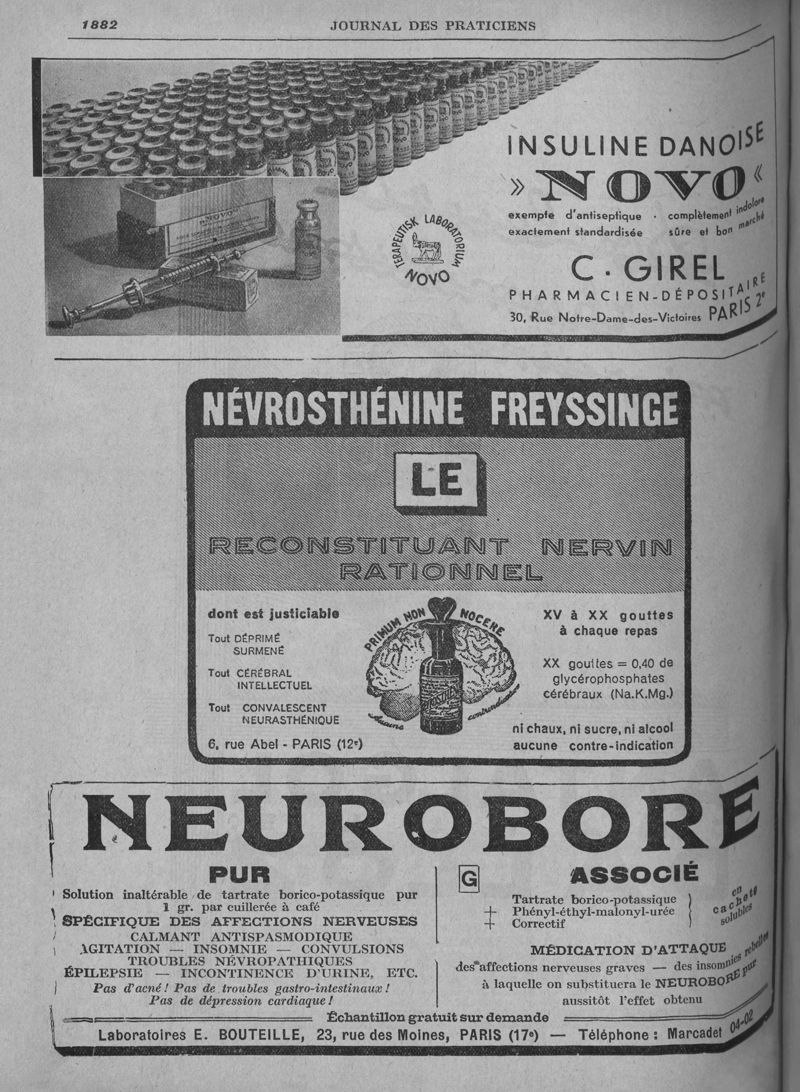 1882
JOURNAL DES PRATICIENS
INSULINE DANOISE
» NOVO «
exempte d'antiseptique · complètement indolore
exactement standardisée sûre et bon marché
THERAPEUTISK LABORATORIUM
NOVO
C · GIREL
PHARMACIEN-DÉPOSITAIRE
30, Rue Notre-Dame-des-Victoires PARIS 2e
NOVO
NÉVROSTHÉNINE FREYSSINGE
LE
RECONSTITUANT NERVIN
RATIONNEL
dont est justiciable
Tout DÉPRIMÉ
SURMENÉ
Tout CÉRÉBRAL
INTELLECTUEL
Tout CONVALESCENT
NEURASTHÉNIQUE
6, rue Abel - PARIS (12e)
PRIMUM NON NOCERE
Aucune contreindication
XV à XX gouttes
à chaque repas
XX gouttes = 0,40 de
glycérophosphates
cérébraux (Na.K.Mg.)
ni chaux, ni sucre, ni alcool
aucune contre-indication
NEUROBORE
PUR
Solution inaltérable de tartrate borico-potassique pur
1 gr. par cuillerée à café
SPÉCIFIQUE DES AFFECTIONS NERVEUSES
CALMANT ANTISPASMODIQUE
AGITATION — INSOMNIE — CONVULSIONS
TROUBLES NÉVROPATHIQUES
ÉPILEPSIE — INCONTINENCE D'URINE, ETC.
Pas d'acné ! Pas de troubles gastro-intestinaux !
Pas de dépression cardiaque !
G ASSOCIÉ
Tartrate borico-potassique
+ Phényl-éthyl-malonyl-urée
+ Correctif
en cachets solubles
MÉDICATION D'ATTAQUE
des affections nerveuses graves — des insomnies rebelles
à laquelle on substituera le NEUROBORE pur
aussitôt l'effet obtenu
Échantillon gratuit sur demande
Laboratoires E. BOUTEILLE, 23, rue des Moines, PARIS (17e) — Téléphone : Marcadet 04-02